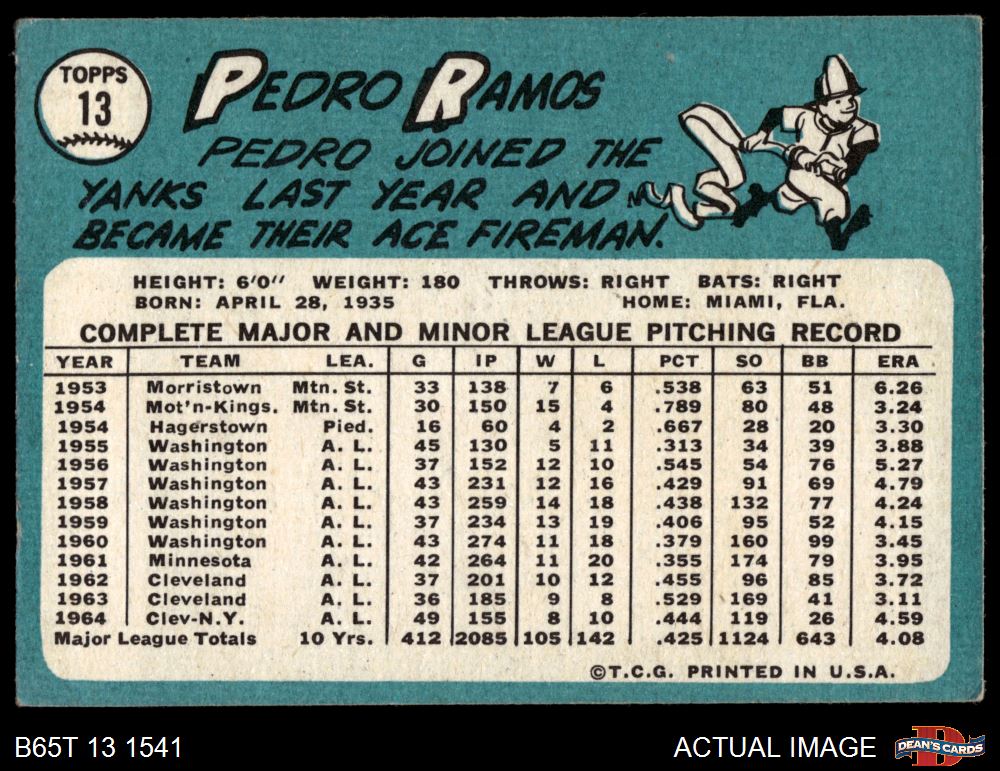 TOPPS
13
PEDRO RAMOS
PEDRO JOINED THE
YANKS LAST YEAR AND
BECAME THEIR ACE FIREMAN.
HEIGHT: 6'0" WEIGHT: 180 THROWS: RIGHT BATS: RIGHT
BORN: APRIL 28, 1935 HOME: MIAMI, FLA.
COMPLETE MAJOR AND MINOR LEAGUE PITCHING RECORD
YEAR TEAM LEA. G IP W L PCT SO BB ERA
1953 Morristown Mtn. St. 33 138 7 6 .538 63 51 6.26
1954 Mot'n-Kings. Mtn. St. 30 150 15 4 .789 80 48 3.24
1954 Hagerstown Pied. 16 60 4 2 .667 28 20 3.30
1955 Washington A. L. 45 130 5 11 .313 34 39 3.88
1956 Washington A. L. 37 152 12 10 .545 54 76 5.27
1957 Washington A. L. 43 231 12 16 .429 91 69 4.79
1958 Washington A. L. 43 259 14 18 .438 132 77 4.24
1959 Washington A. L. 37 234 13 19 .406 95 52 4.15
1960 Washington A. L. 43 274 11 18 .379 160 99 3.45
1961 Minnesota A. L. 42 264 11 20 .355 174 79 3.95
1962 Cleveland A. L. 37 201 10 12 .455 96 85 3.72
1963 Cleveland A. L. 36 185 9 8 .529 169 41 3.11
1964 Clev-N.Y. A. L. 49 155 8 10 .444 119 26 4.59
Major League Totals 10 Yrs. 412 2085 105 142 .425 1124 643 4.08
©T.C.G. PRINTED IN U.S.A.
B65T 13 1541 ACTUAL IMAGE D DEAN'S CARDS